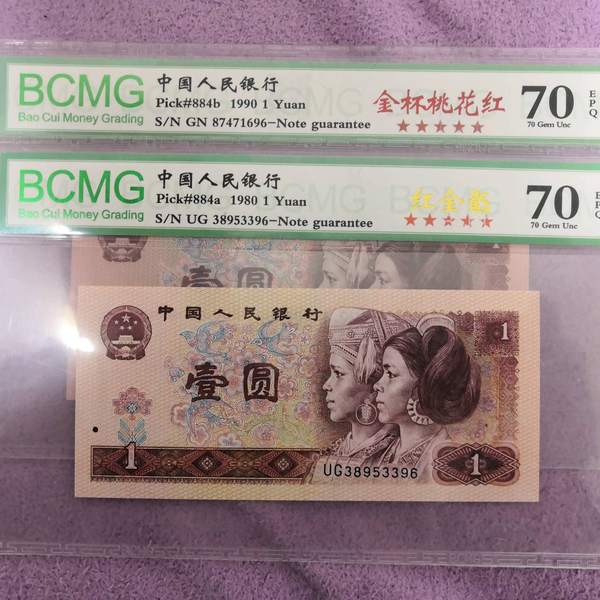 BCMG
Bao Cui Money Grading
中国人民银行
Pick#884b 1990 1 Yuan
S/N GN 87471696-Note guarantee
金杯桃花红
★★★★★
70
70 Gem Unc
E
P
Q
BCMG
Bao Cui Money Grading
中国人民银行
Pick#884a 1980 1 Yuan
S/N UG 38953396-Note guarantee
红金龙
★★★★★
70
70 Gem Unc
E
P
Q
壹圆
中国人民银行
1
壹圆
1
UG38953396
1